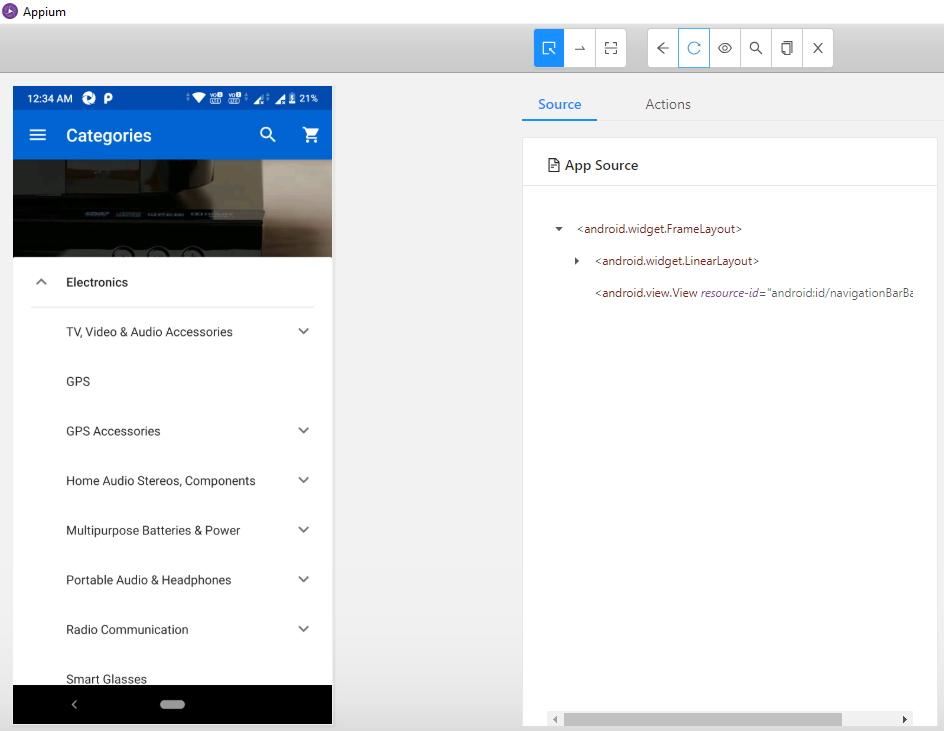 Appium
12:34 AM
21%
Categories
Electronics
TV, Video & Audio Accessories
GPS
GPS Accessories
Home Audio Stereos, Components
Multipurpose Batteries & Power
Portable Audio & Headphones
Radio Communication
Smart Glasses
Source
Actions
App Source
<android.widget.FrameLayout>
<android.widget.LinearLayout>
<android.view.View resource-id="android:id/navigationBarBa